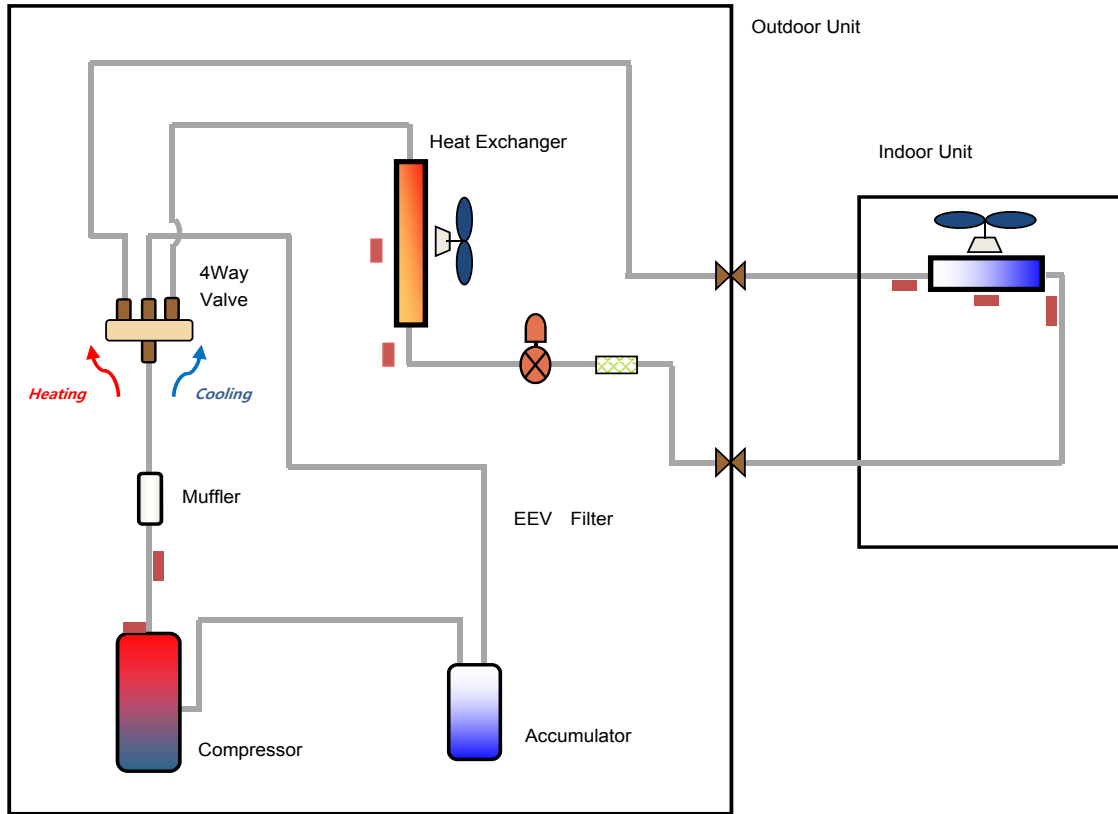 Outdoor Unit
Heat Exchanger
Indoor Unit
4Way
Valve
Heating
Cooling
Muffler
EEV Filter
Compressor
Accumulator